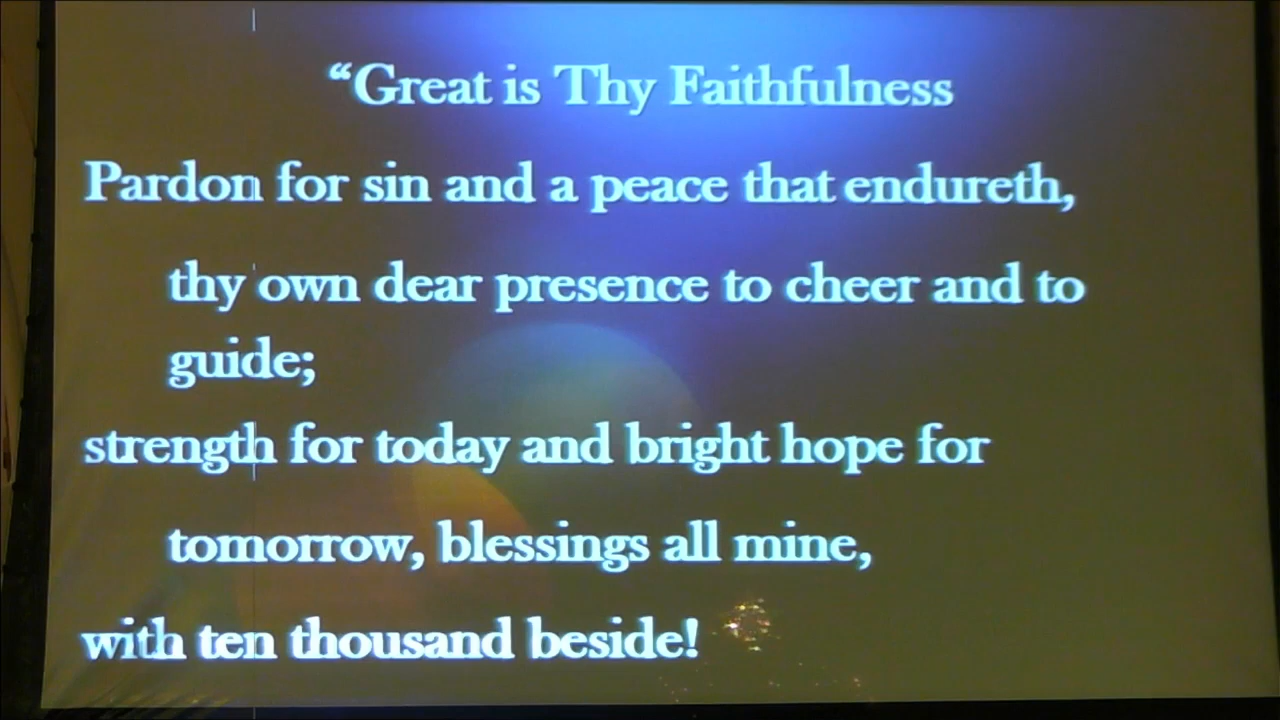 “Great is Thy Faithfulness
Pardon for sin and a peace that endureth,
thy own dear presence to cheer and to
guide;
strength for today and bright hope for
tomorrow, blessings all mine,
with ten thousand beside!